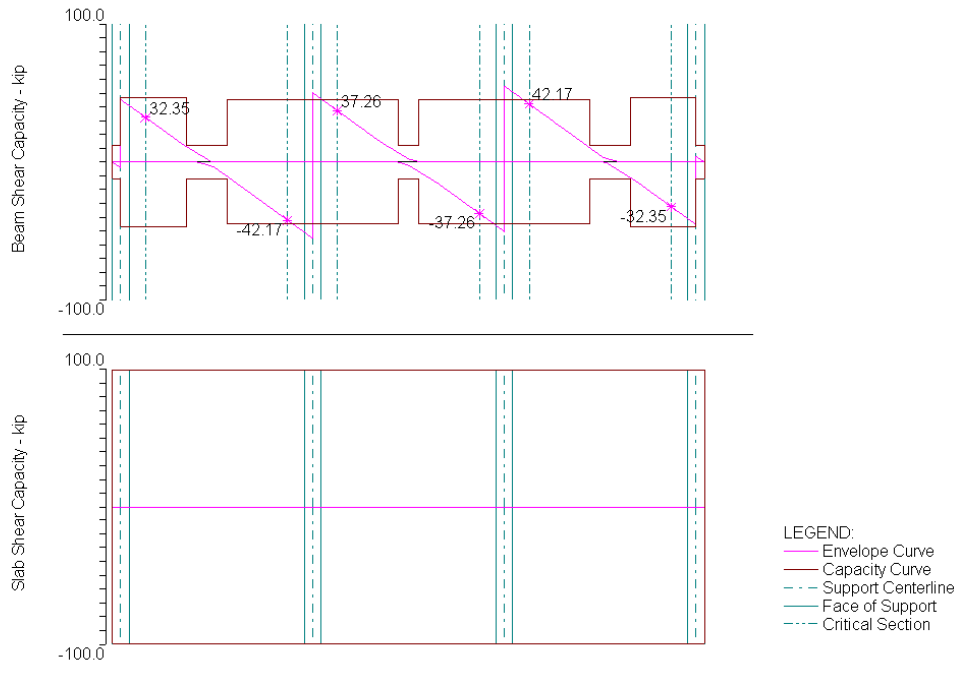 100.0
Beam Shear Capacity - kip
32.35
37.26
42.17
-42.17
-37.26
-32.35
-100.0
100.0
Slab Shear Capacity - kip
-100.0
LEGEND:
Envelope Curve
Capacity Curve
Support Centerline
Face of Support
Critical Section